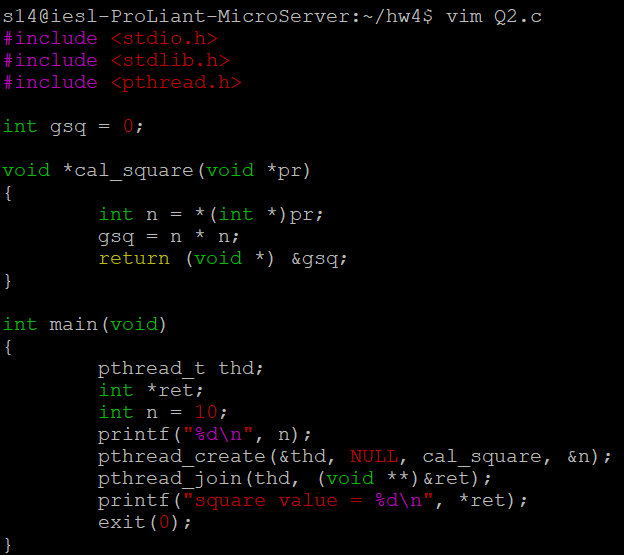 s14@iesl-ProLiant-MicroServer:~/hw4$ vim Q2.c
#include <stdio.h>
#include <stdlib.h>
#include <pthread.h>

int gsq = 0;

void *cal_square(void *pr)
{
        int n = *(int *)pr;
        gsq = n * n;
        return (void *) &gsq;
}

int main(void)
{
        pthread_t thd;
        int *ret;
        int n = 10;
        printf("%d\n", n);
        pthread_create(&thd, NULL, cal_square, &n);
        pthread_join(thd, (void **)&ret);
        printf("square value = %d\n", *ret);
        exit(0);
}